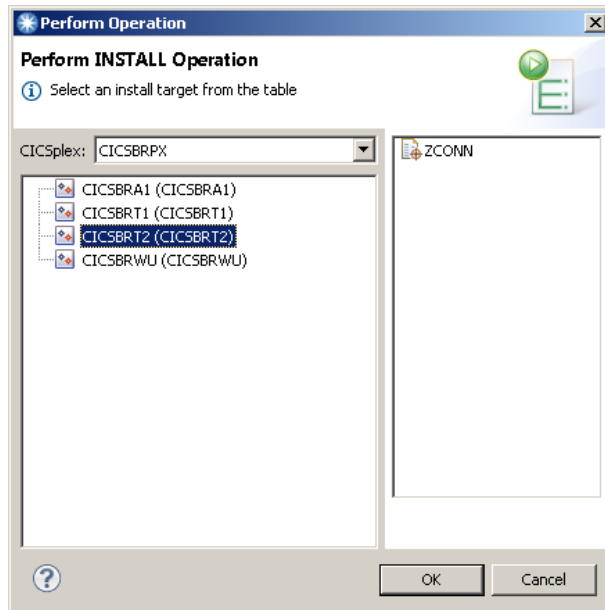 Perform Operation
Perform INSTALL Operation
Select an install target from the table
CICSplex: CICSBRPX
ZCONN
CICSBRA1 (CICSBRA1)
CICSBRT1 (CICSBRT1)
CICSBRT2 (CICSBRT2)
CICSBRWU (CICSBRWU)
OK
Cancel